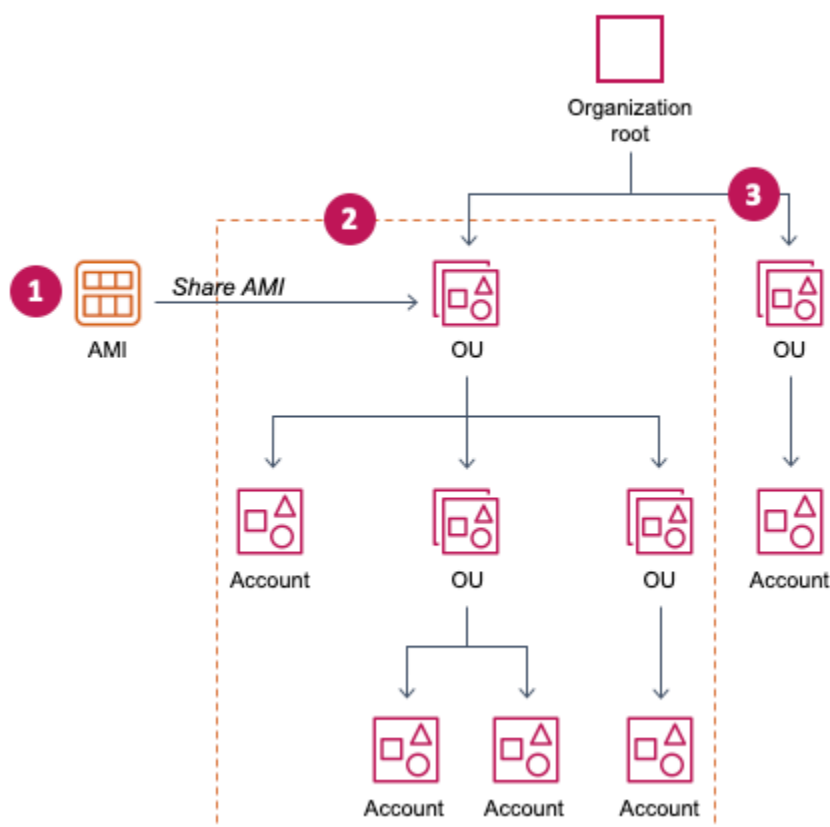 Organization
root
3
2
1
Share AMI
AMI
OU
OU
Account
OU
OU
Account
Account
Account
Account